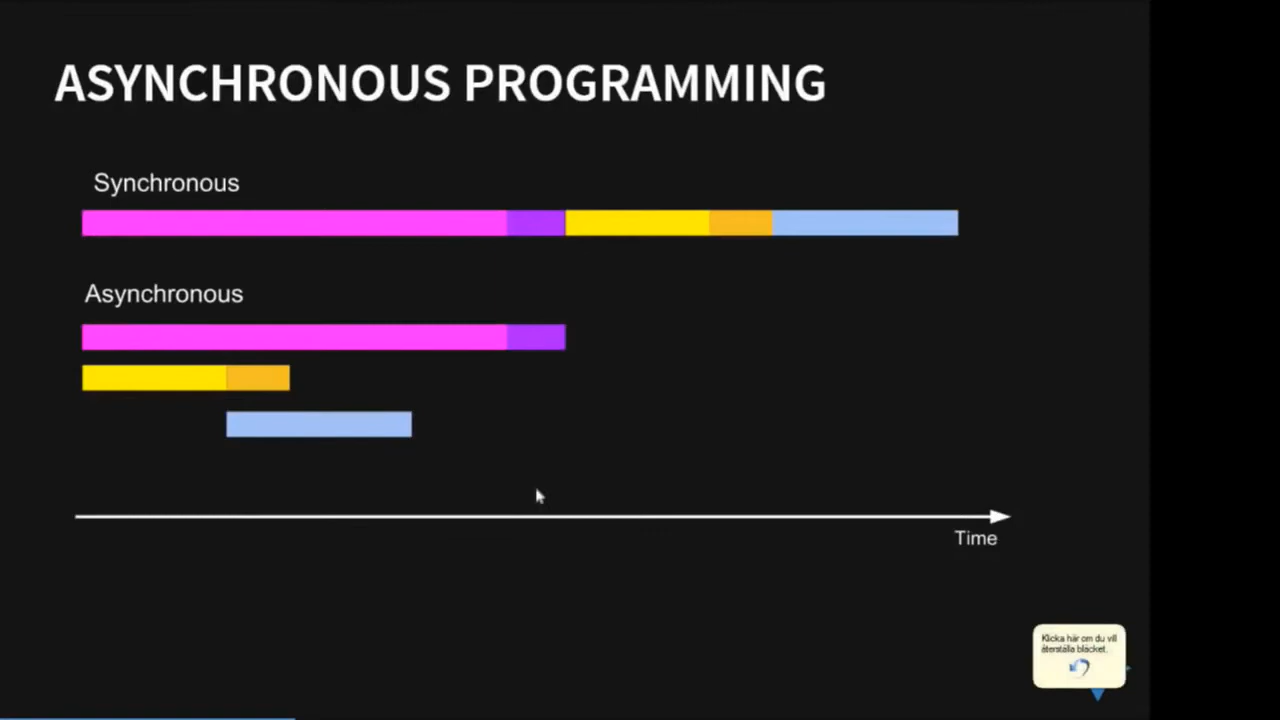 ASYNCHRONOUS PROGRAMMING
Synchronous
Asynchronous
Time
Klicka här om du vill
återställa bläcket.